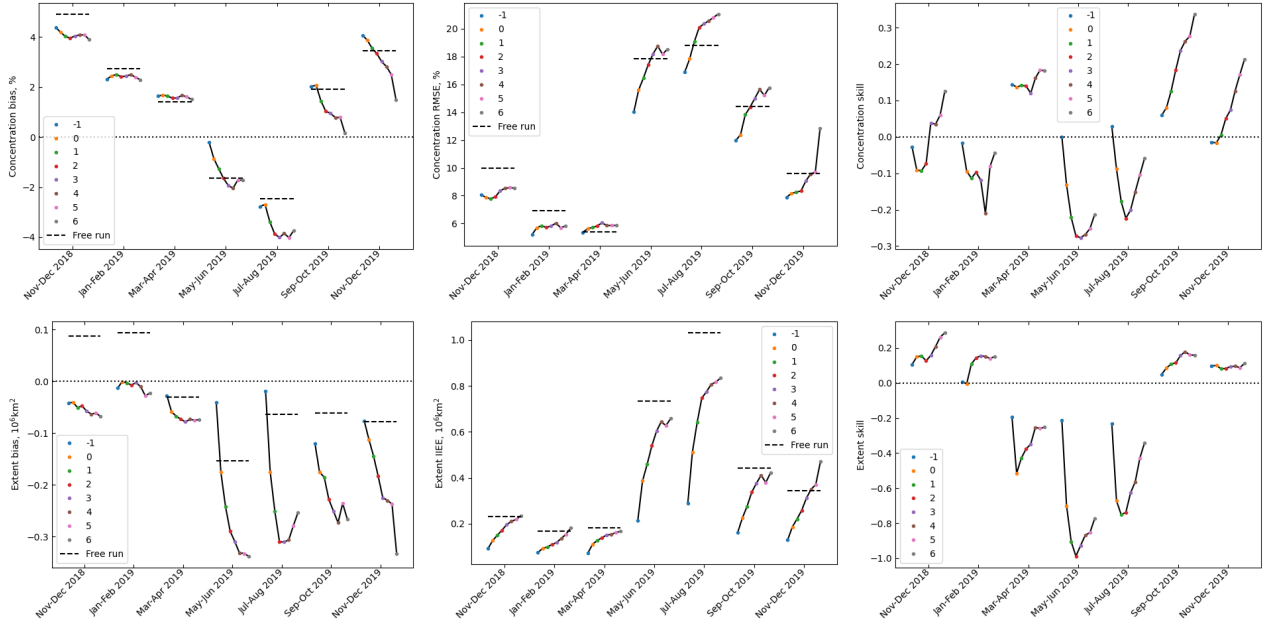 Concentration bias, %
4
2
0
−2
−4
-1
0
1
2
3
4
5
6
Free run
Nov-Dec 2018
Jan-Feb 2019
Mar-Apr 2019
May-Jun 2019
Jul-Aug 2019
Sep-Oct 2019
Nov-Dec 2019
Concentration RMSE, %
20
18
16
14
12
10
8
6
-1
0
1
2
3
4
5
6
Free run
Nov-Dec 2018
Jan-Feb 2019
Mar-Apr 2019
May-Jun 2019
Jul-Aug 2019
Sep-Oct 2019
Nov-Dec 2019
Concentration skill
0.3
0.2
0.1
0.0
−0.1
−0.2
−0.3
-1
0
1
2
3
4
5
6
Nov-Dec 2018
Jan-Feb 2019
Mar-Apr 2019
May-Jun 2019
Jul-Aug 2019
Sep-Oct 2019
Nov-Dec 2019
Extent bias, 10⁶km²
0.1
0.0
−0.1
−0.2
−0.3
-1
0
1
2
3
4
5
6
Free run
Nov-Dec 2018
Jan-Feb 2019
Mar-Apr 2019
May-Jun 2019
Jul-Aug 2019
Sep-Oct 2019
Nov-Dec 2019
Extent IIEE, 10⁶km²
1.0
0.8
0.6
0.4
0.2
-1
0
1
2
3
4
5
6
Free run
Nov-Dec 2018
Jan-Feb 2019
Mar-Apr 2019
May-Jun 2019
Jul-Aug 2019
Sep-Oct 2019
Nov-Dec 2019
Extent skill
0.2
0.0
−0.2
−0.4
−0.6
−0.8
−1.0
-1
0
1
2
3
4
5
6
Nov-Dec 2018
Jan-Feb 2019
Mar-Apr 2019
May-Jun 2019
Jul-Aug 2019
Sep-Oct 2019
Nov-Dec 2019